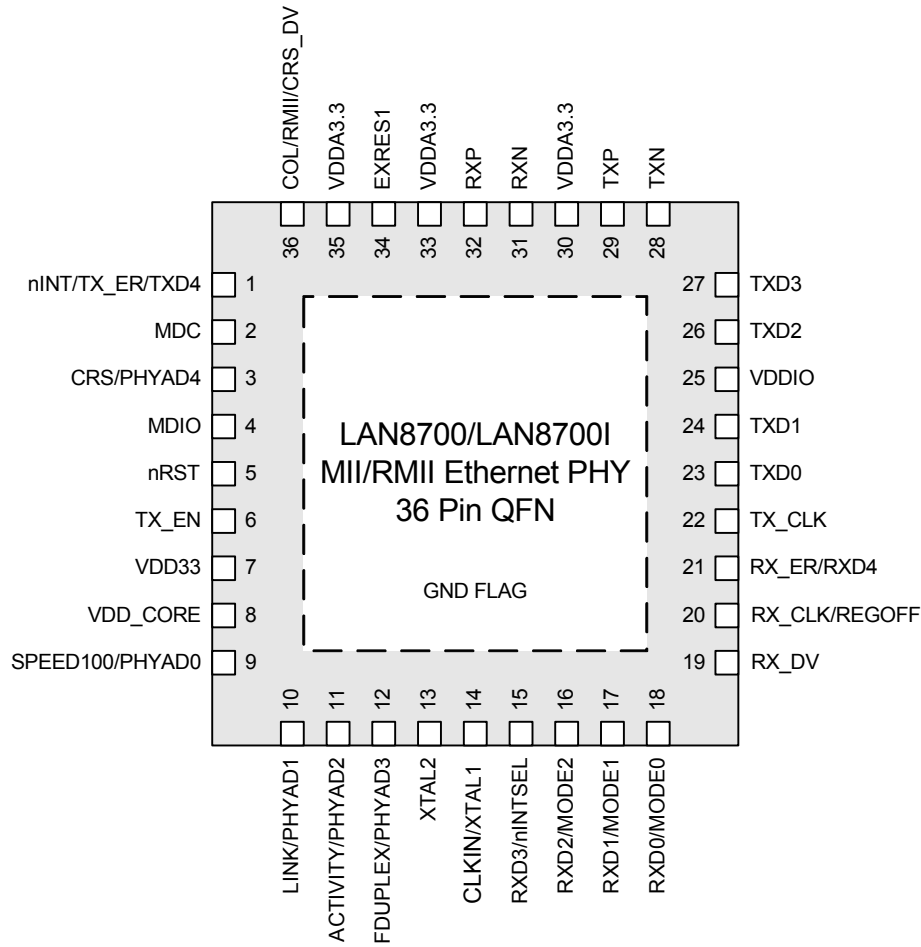 COL/RMII/CRS_DV
VDDA3.3
EXRES1
VDDA3.3
RXP
RXN
VDDA3.3
TXP
TXN
36
35
34
33
32
31
30
29
28
nINT/TX_ER/TXD4 1
MDC 2
CRS/PHYAD4 3
MDIO 4
nRST 5
TX_EN 6
VDD33 7
VDD_CORE 8
SPEED100/PHYAD0 9
LAN8700/LAN8700I
MII/RMII Ethernet PHY
36 Pin QFN
GND FLAG
27 TXD3
26 TXD2
25 VDDIO
24 TXD1
23 TXD0
22 TX_CLK
21 RX_ER/RXD4
20 RX_CLK/REGOFF
19 RX_DV
10
11
12
13
14
15
16
17
18
LINK/PHYAD1
ACTIVITY/PHYAD2
FDUPLEX/PHYAD3
XTAL2
CLKIN/XTAL1
RXD3/nINTSEL
RXD2/MODE2
RXD1/MODE1
RXD0/MODE0